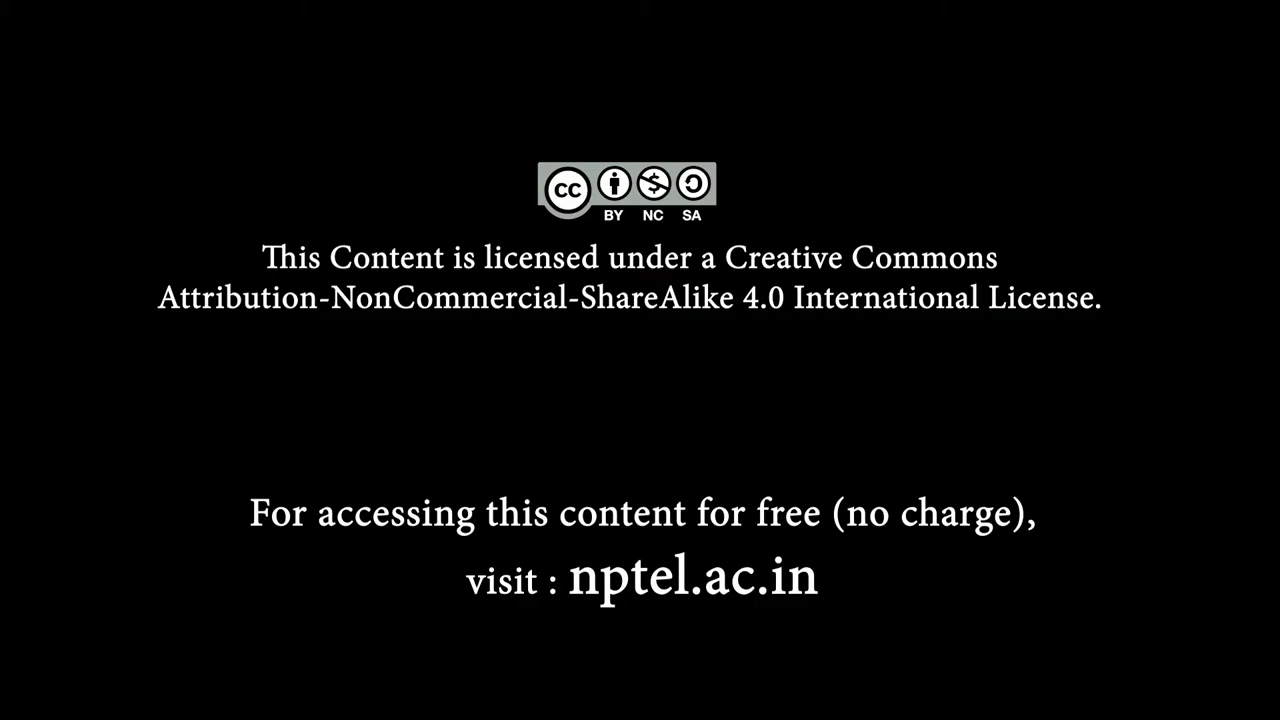 cc
BY NC SA
This Content is licensed under a Creative Commons
Attribution-NonCommercial-ShareAlike 4.0 International License.
For accessing this content for free (no charge),
visit : nptel.ac.in